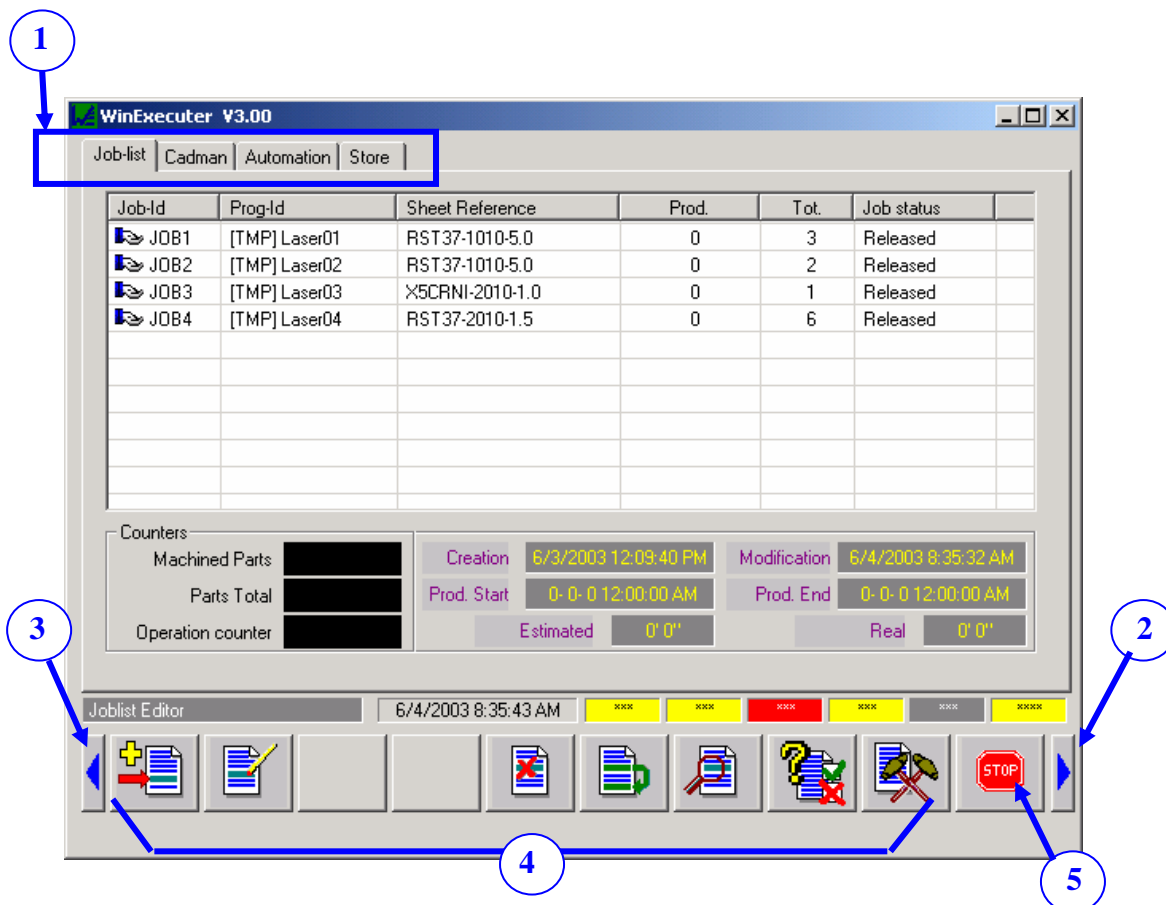 1
WinExecuter V3.00
Job-list Cadman Automation Store
Job-Id Prog-Id Sheet Reference Prod. Tot. Job status
JOB1 [TMP] Laser01 RST37-1010-5.0 0 3 Released
JOB2 [TMP] Laser02 RST37-1010-5.0 0 2 Released
JOB3 [TMP] Laser03 X5CRNI-2010-1.0 0 1 Released
JOB4 [TMP] Laser04 RST37-2010-1.5 0 6 Released
Counters
Machined Parts Creation 6/3/2003 12:09:40 PM Modification 6/4/2003 8:35:32 AM
Parts Total Prod. Start 0- 0- 0 12:00:00 AM Prod. End 0- 0- 0 12:00:00 AM
3 Operation counter Estimated 0' 0'' Real 0' 0'' 2
Joblist Editor 6/4/2003 8:35:43 AM *** *** *** *** *** ****
STOP
4
5